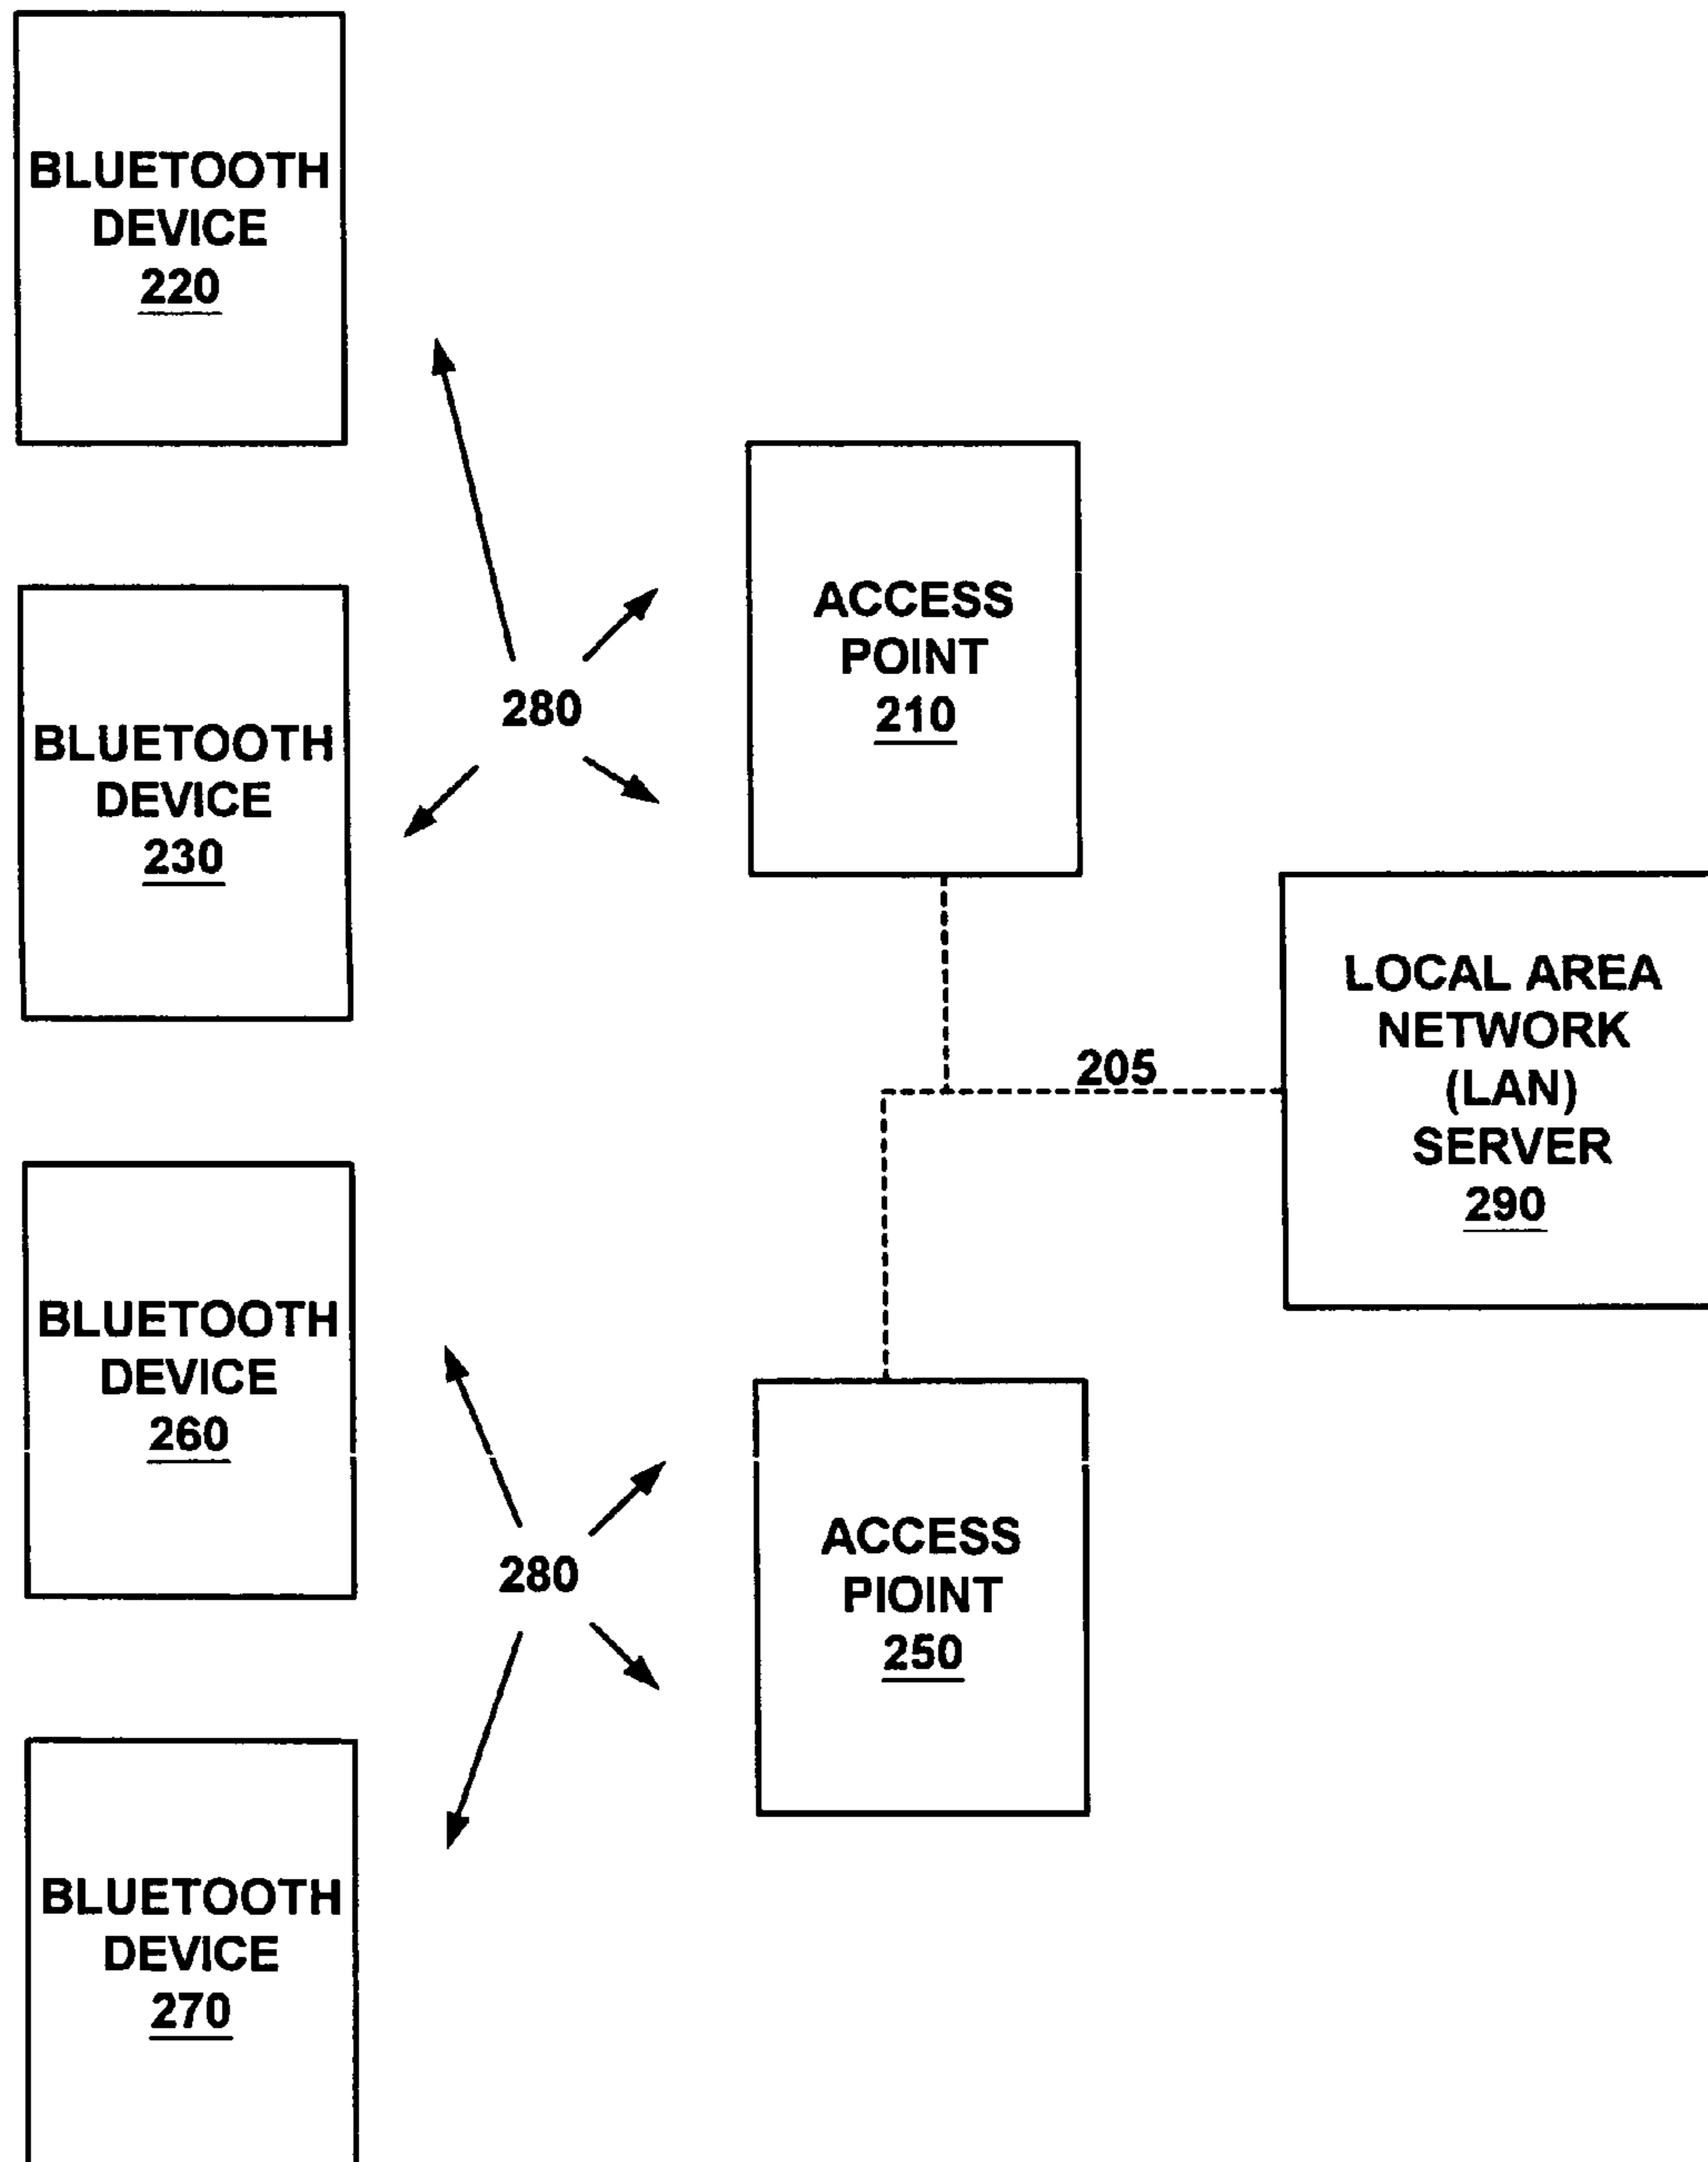 BLUETOOTH
DEVICE
220
BLUETOOTH
DEVICE
230
280
ACCESS
POINT
210
205
LOCAL AREA
NETWORK
(LAN)
SERVER
290
BLUETOOTH
DEVICE
260
280
ACCESS
PIOINT
250
BLUETOOTH
DEVICE
270